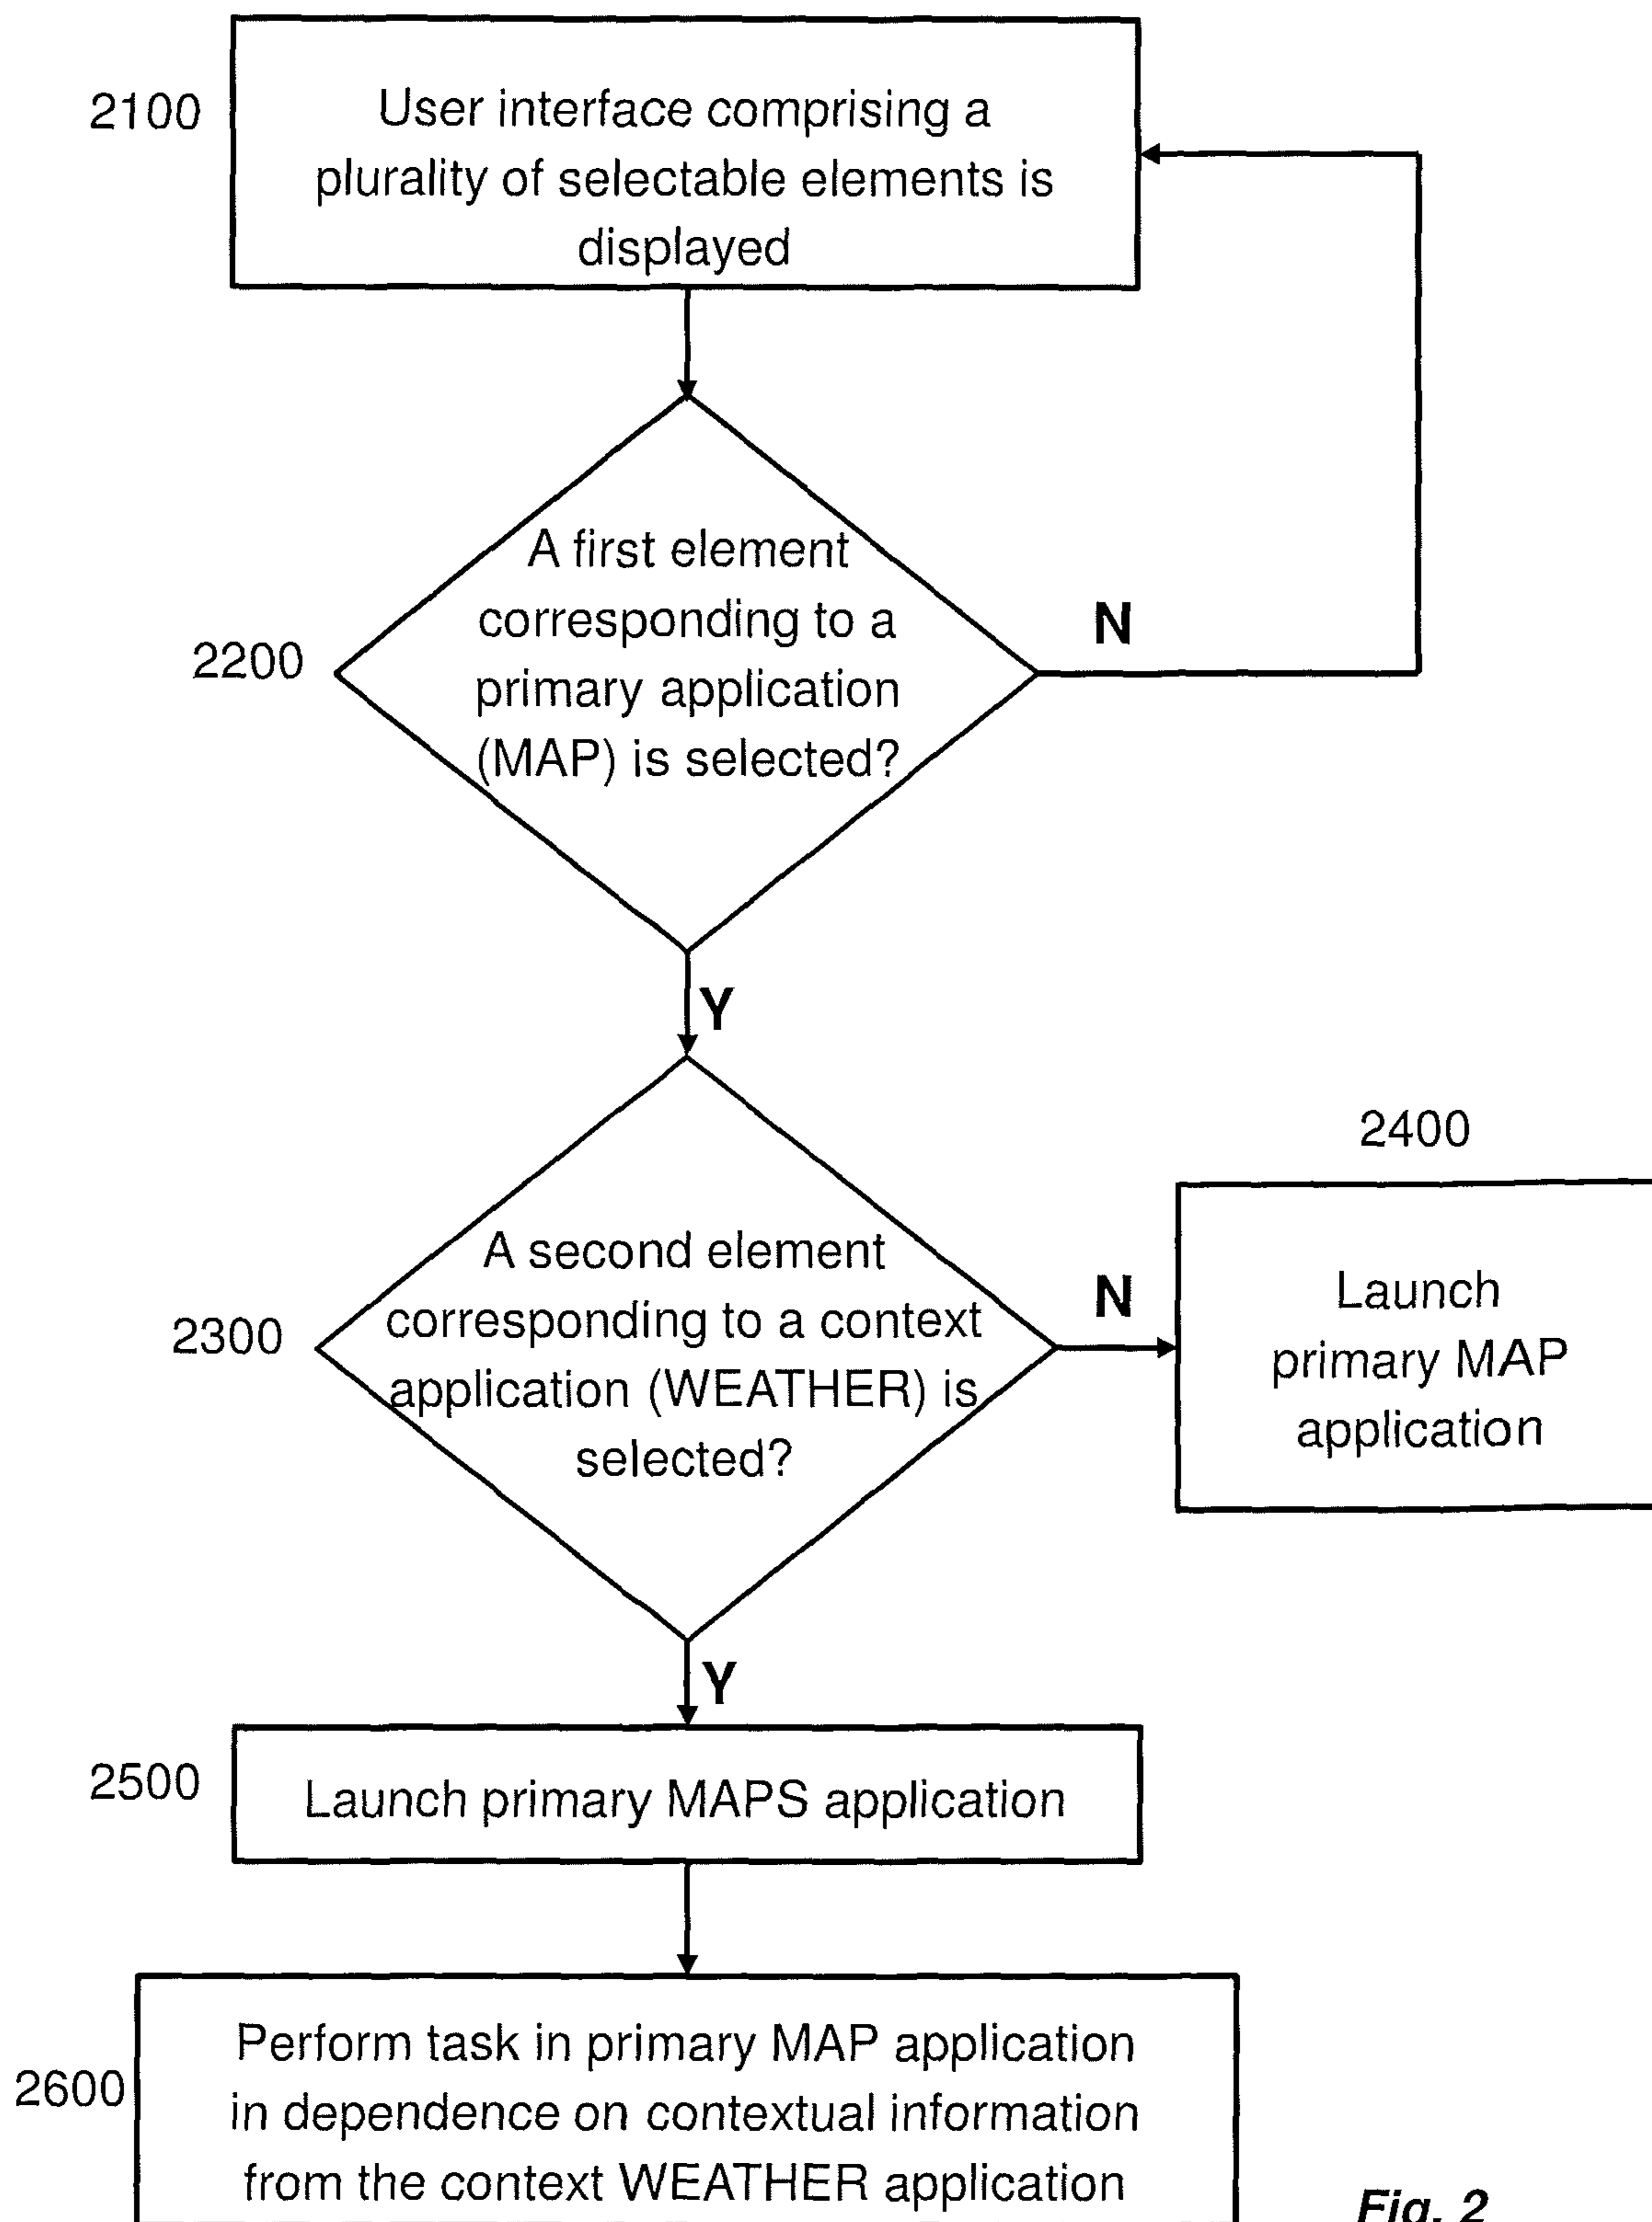 2100
User interface comprising a
plurality of selectable elements is
displayed
A first element
corresponding to a
primary application
(MAP) is selected?
2200
N
Y
2400
A second element
corresponding to a context
application (WEATHER) is
selected?
2300
N
Launch
primary MAP
application
Y
2500
Launch primary MAPS application
Perform task in primary MAP application
in dependence on contextual information
from the context WEATHER application
2600
Fig. 2